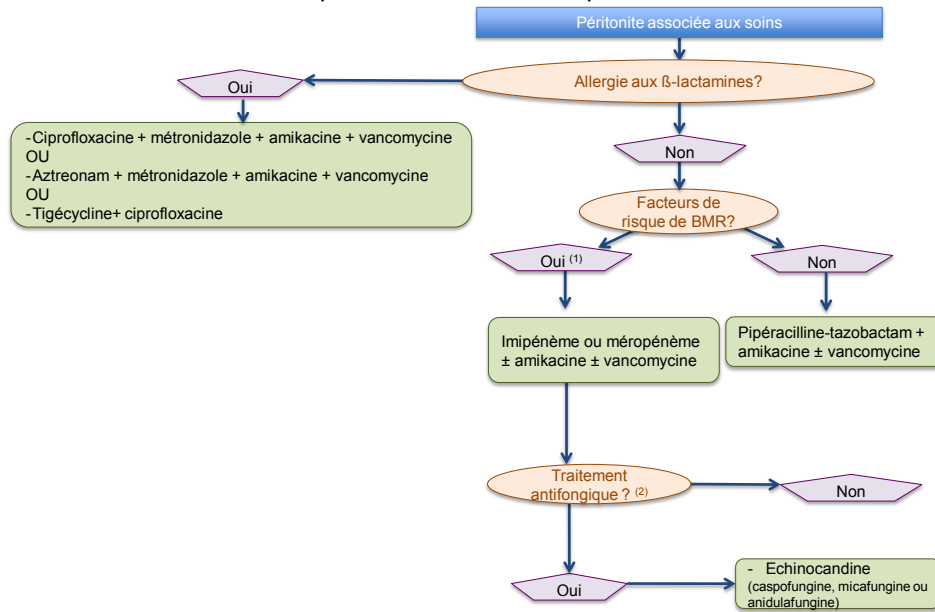 Péritonite associée aux soins
Allergie aux ß-lactamines?
Oui
Non
-Ciprofloxacine + métronidazole + amikacine + vancomycine
OU
-Aztreonam + métronidazole + amikacine + vancomycine
OU
-Tigécycline+ ciprofloxacine
Facteurs de
risque de BMR?
Oui (1)
Non
Imipénème ou méropénème
± amikacine ± vancomycine
Pipéracilline-tazobactam +
amikacine ± vancomycine
Traitement
antifongique ? (2)
Non
Oui
- Echinocandine
(caspofungine, micafungine ou
anidulafungine)